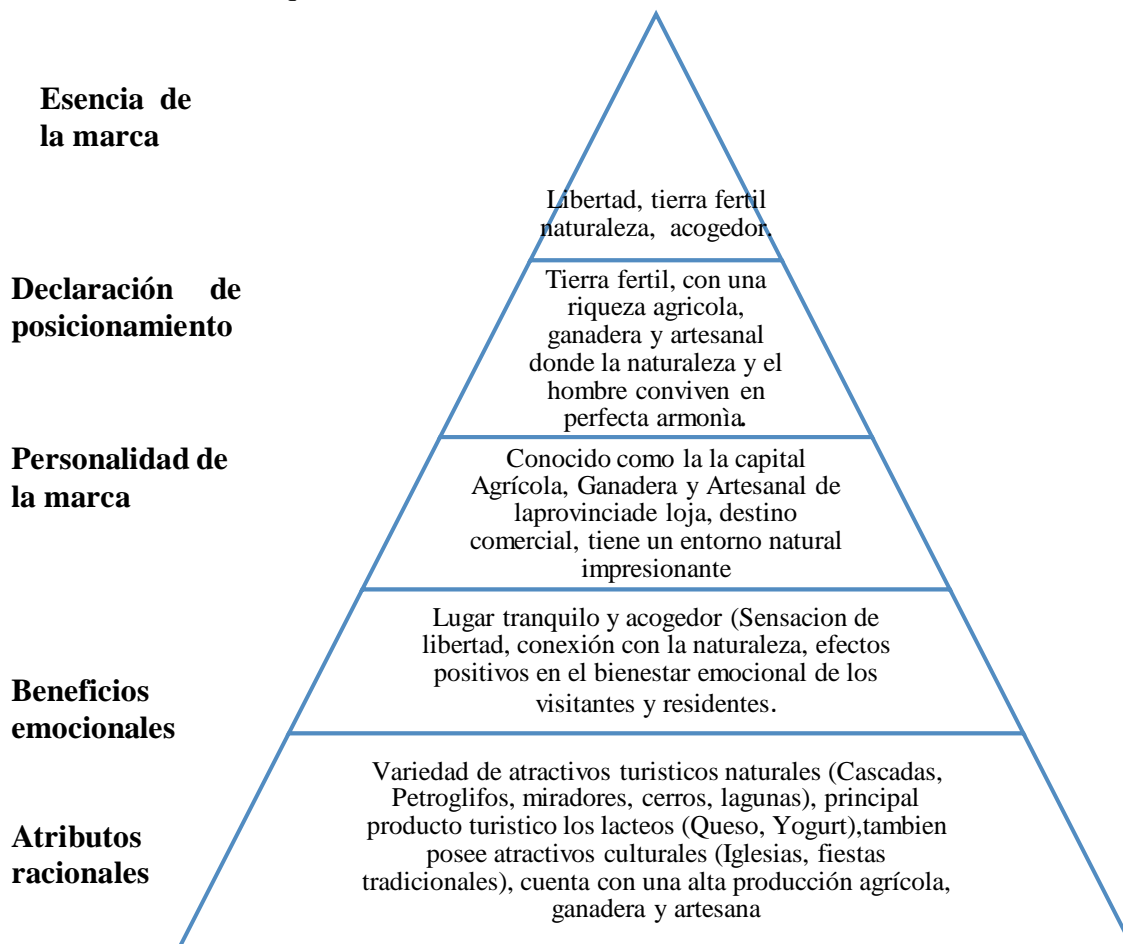 Esencia de
la marca
Libertad, tierra fertil
naturaleza, acogedor.
Declaración de
posicionamiento
Tierra fertil, con una
riqueza agricola,
ganadera y artesanal
donde la naturaleza y el
hombre conviven en
perfecta armonìa.
Personalidad de
la marca
Conocido como la la capital
Agrícola, Ganadera y Artesanal de
laprovinciade loja, destino
comercial, tiene un entorno natural
impresionante
Beneficios
emocionales
Lugar tranquilo y acogedor (Sensacion de
libertad, conexión con la naturaleza, efectos
positivos en el bienestar emocional de los
visitantes y residentes.
Atributos
racionales
Variedad de atractivos turisticos naturales (Cascadas,
Petroglifos, miradores, cerros, lagunas), principal
producto turistico los lacteos (Queso, Yogurt),tambien
posee atractivos culturales (Iglesias, fiestas
tradicionales), cuenta con una alta producción agrícola,
ganadera y artesana